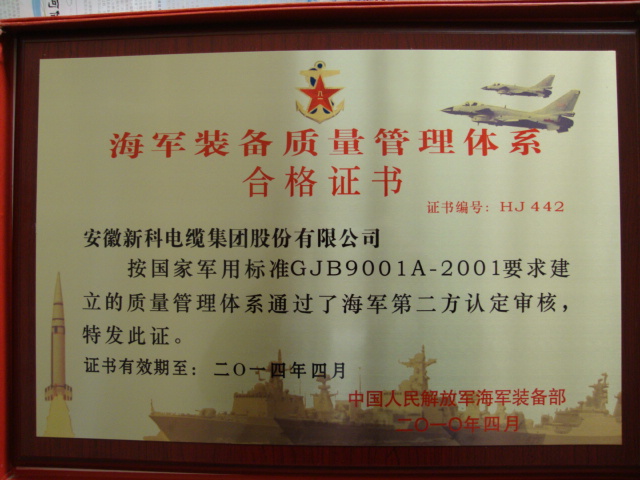 海军装备质量管理体系
合格证书
证书编号：HJ 442
安徽新科电缆集团股份有限公司
按国家军用标准GJB9001A-2001要求建
立的质量管理体系通过了海军第二方认定审核，
特发此证。
证书有效期至：二〇一四年四月
中国人民解放军海军装备部
二〇一〇年四月